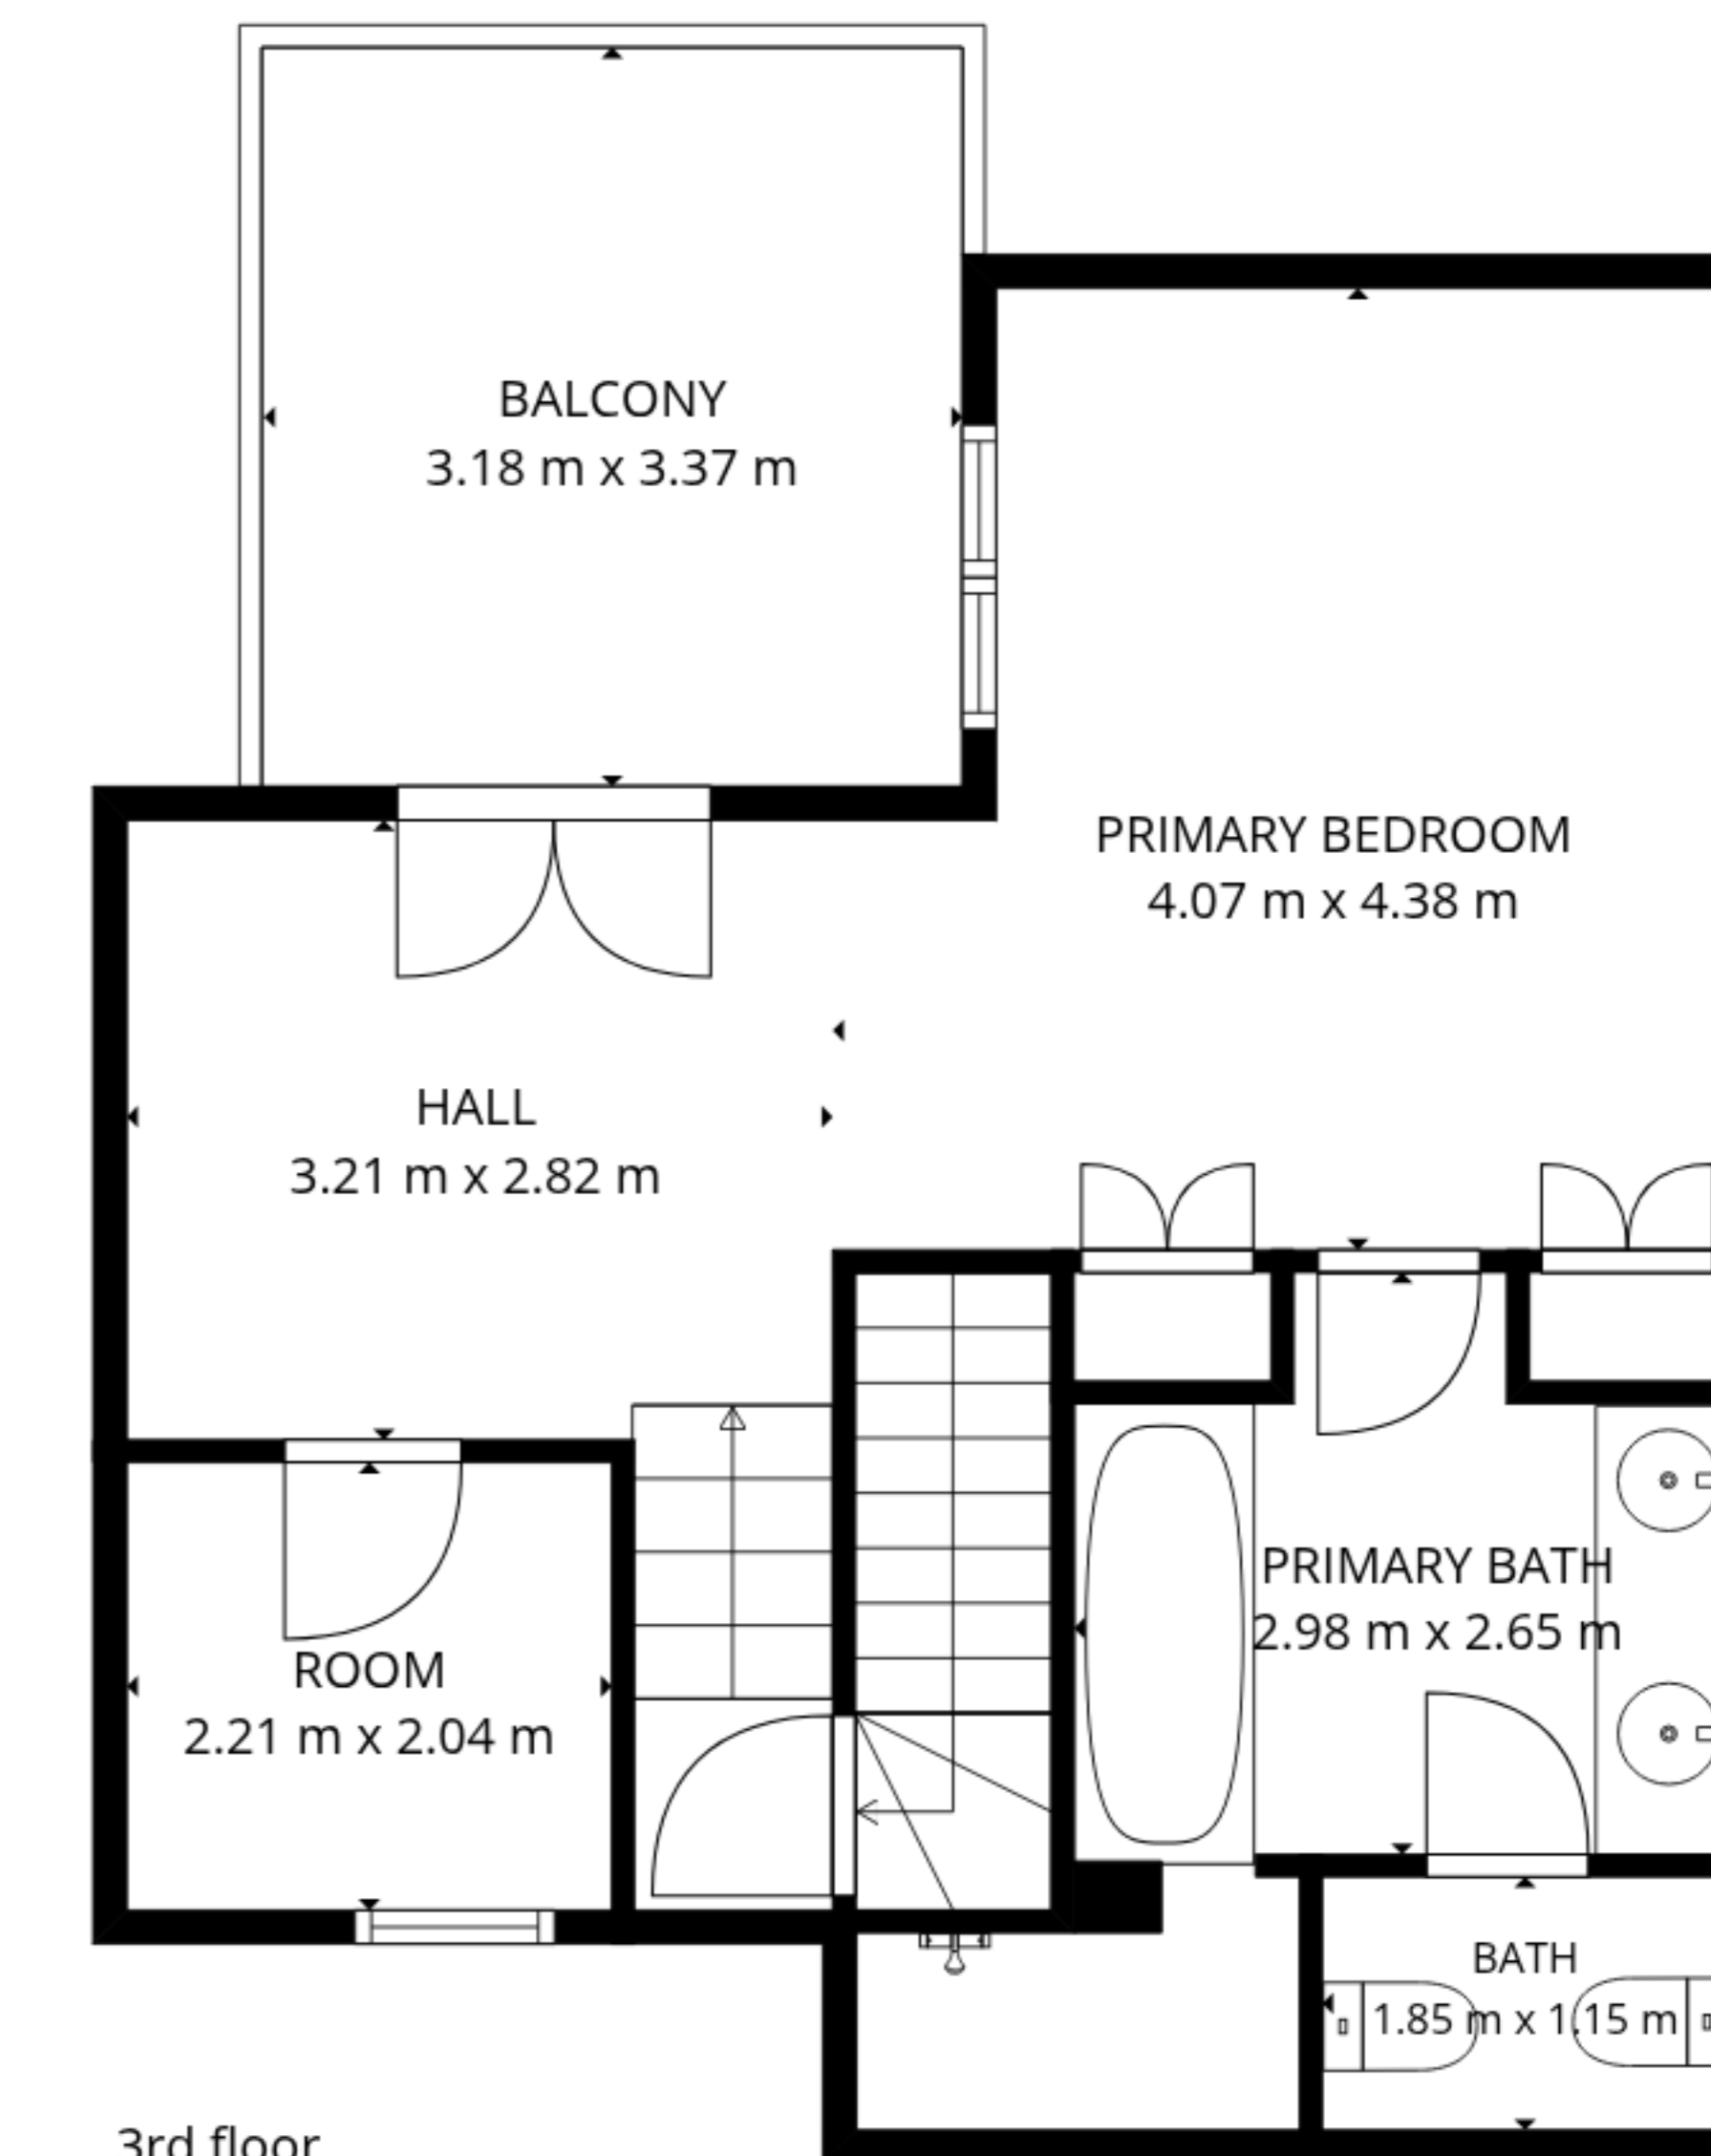 BALCONY
3.18 m x 3.37 m
PRIMARY BEDROOM
4.07 m x 4.38 m
HALL
3.21 m x 2.82 m
PRIMARY BATH
2.98 m x 2.65 m
ROOM
2.21 m x 2.04 m
BATH
1.85 m x 1.15 m
3rd floor